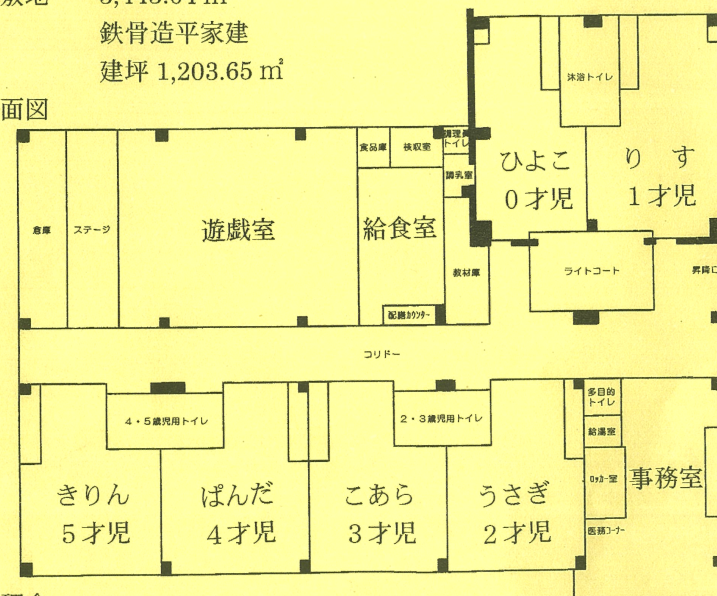 鉄骨造平家建
建坪 1,203.65 ㎡
面図
沐浴トイレ
ひよこ
0才児
りす
1才児
食品庫
検収室
調理員
トイレ
調乳室
倉庫
ステージ
遊戯室
給食室
教材庫
配膳カウンター
ライトコート
昇降口
コリドー
4・5歳児用トイレ
2・3歳児用トイレ
多目的
トイレ
給湯室
ロッカー室
事務室
医務コーナー
きりん
5才児
ぱんだ
4才児
こあら
3才児
うさぎ
2才児